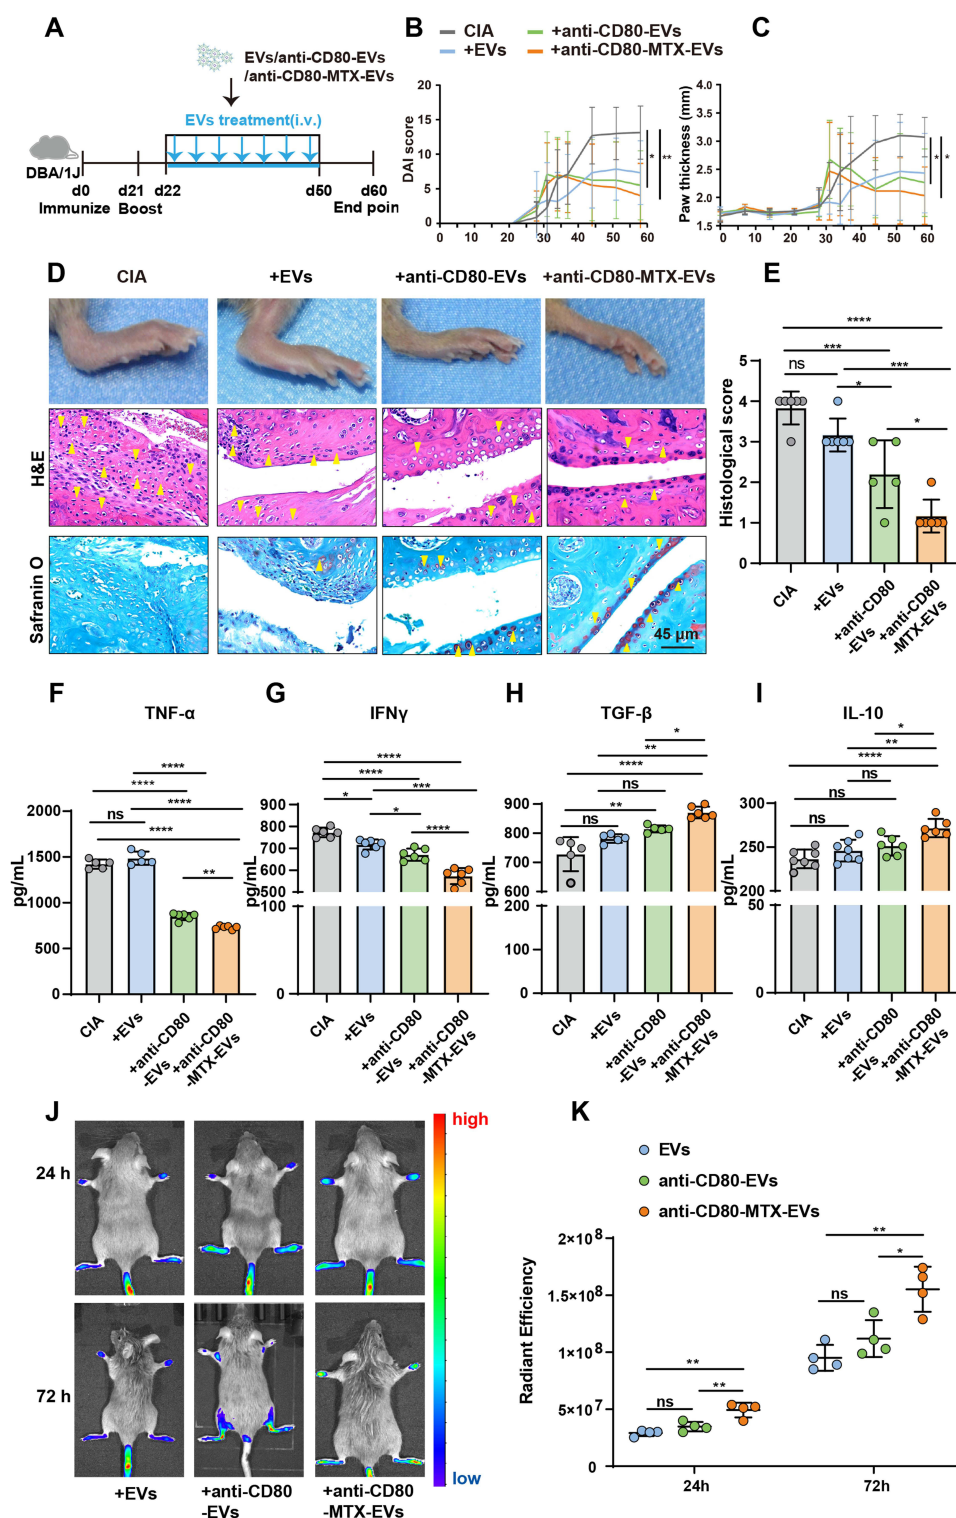 A
EVs/anti-CD80-EVs
/anti-CD80-MTX-EVs
EVs treatment(i.v.)
DBA/1J
d0
d21
d22
d50
d60
Immunize
Boost
End poin
B
CIA
+EVs
+anti-CD80-EVs
+anti-CD80-MTX-EVs
DAI score
20
15
10
5
0
0 10 20 30 40 50 60
* **
C
Paw thickness (mm)
4.0
3.5
3.0
2.5
2.0
1.5
0 10 20 30 40 50 60
* *
D
CIA
+EVs
+anti-CD80-EVs
+anti-CD80-MTX-EVs
H&E
Safranin O
45 μm
E
****
***
ns
***
*
*
Histological score
5
4
3
2
1
0
CIA
+EVs
+anti-CD80
-EVs
+anti-CD80
-MTX-EVs
F
TNF-α
****
****
ns
****
****
**
pg/mL
2000
1500
1000
500
0
CIA
+EVs
+anti-CD80
-EVs
+anti-CD80
-MTX-EVs
G
IFNγ
****
****
***
*
*
****
pg/mL
900
800
700
600
500
100
0
CIA
+EVs
+anti-CD80
-EVs
+anti-CD80
-MTX-EVs
H
TGF-β
*
**
****
ns
**
ns
pg/mL
900
800
700
600
200
100
0
CIA
+EVs
+anti-CD80
-EVs
+anti-CD80
-MTX-EVs
I
IL-10
*
**
****
ns
ns
ns
pg/mL
300
250
200
50
0
CIA
+EVs
+anti-CD80
-EVs
+anti-CD80
-MTX-EVs
J
24 h
72 h
high
low
+EVs
+anti-CD80
-EVs
+anti-CD80
-MTX-EVs
K
EVs
anti-CD80-EVs
anti-CD80-MTX-EVs
Radiant Efficiency
2×10⁸
1.5×10⁸
1×10⁸
5×10⁷
0
**
ns
**
**
ns
*
24h
72h